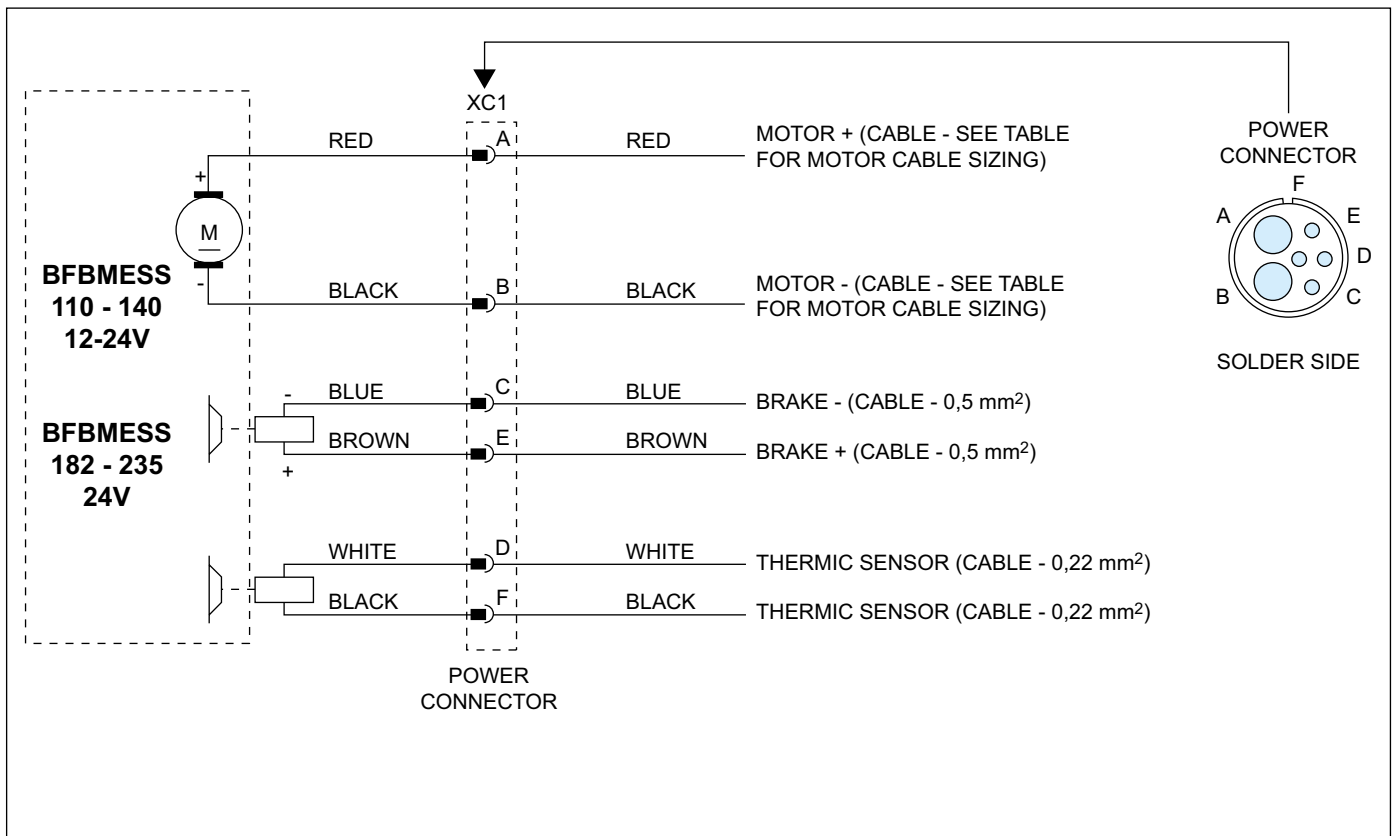 XC1
RED
A
RED
MOTOR + (CABLE - SEE TABLE
FOR MOTOR CABLE SIZING)
+
M
-
BFBMESS
110 - 140
12-24V
BLACK
B
BLACK
MOTOR - (CABLE - SEE TABLE
FOR MOTOR CABLE SIZING)
BFBMESS
182 - 235
24V
-
BLUE
C
BLUE
BRAKE - (CABLE - 0,5 mm²)
BROWN
E
BROWN
BRAKE + (CABLE - 0,5 mm²)
+
WHITE
D
WHITE
THERMIC SENSOR (CABLE - 0,22 mm²)
BLACK
F
BLACK
THERMIC SENSOR (CABLE - 0,22 mm²)
POWER
CONNECTOR
POWER
CONNECTOR
F
A
E
D
B
C
SOLDER SIDE